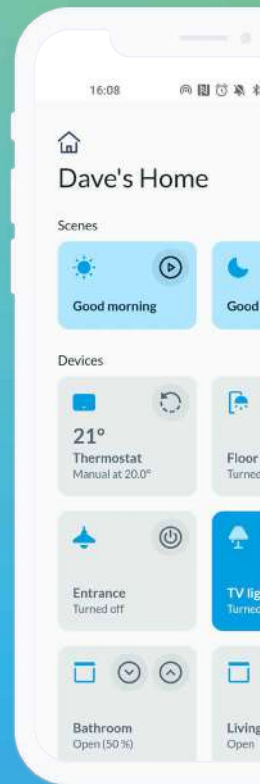 16:08
Dave's Home
Scenes
Good morning
Good
Devices
21°
Thermostat
Manual at 20.0°
Floor
Turned
Entrance
Turned off
TV lig
Turned
Bathroom
Open (50 %)
Living
Open